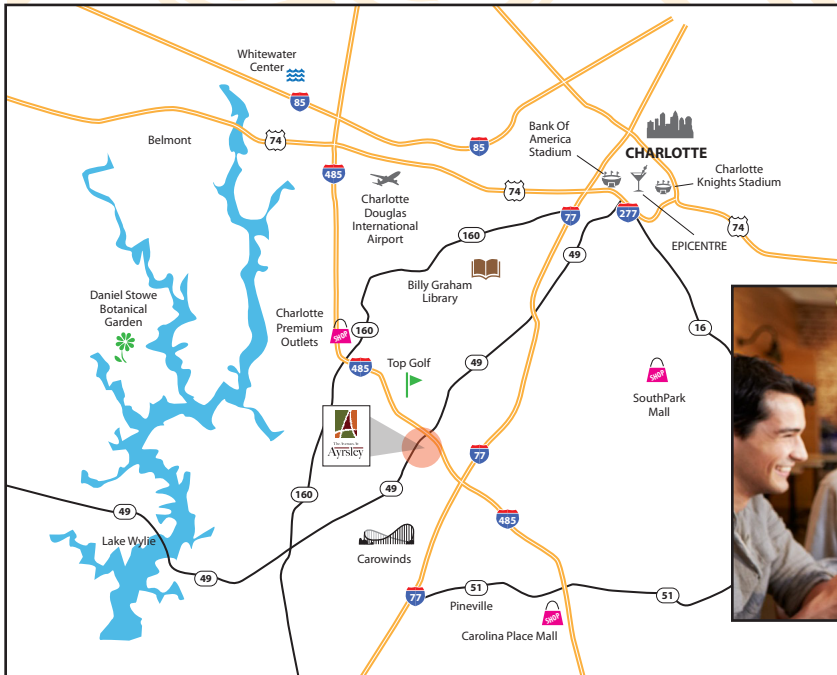 Whitewater
Center
85
Belmont
74
85
Bank Of
America
Stadium
CHARLOTTE
Charlotte
Knights Stadium
485
Charlotte
Douglas
International
Airport
74
77
277
74
EPICENTRE
160
49
Billy Graham
Library
Daniel Stowe
Botanical
Garden
Charlotte
Premium
Outlets
SHOP
160
16
485
Top Golf
49
SHOP
SouthPark
Mall
Ayrsley
77
160
49
49
485
Lake Wylie
49
Carowinds
77
51
Pineville
51
SHOP
Carolina Place Mall